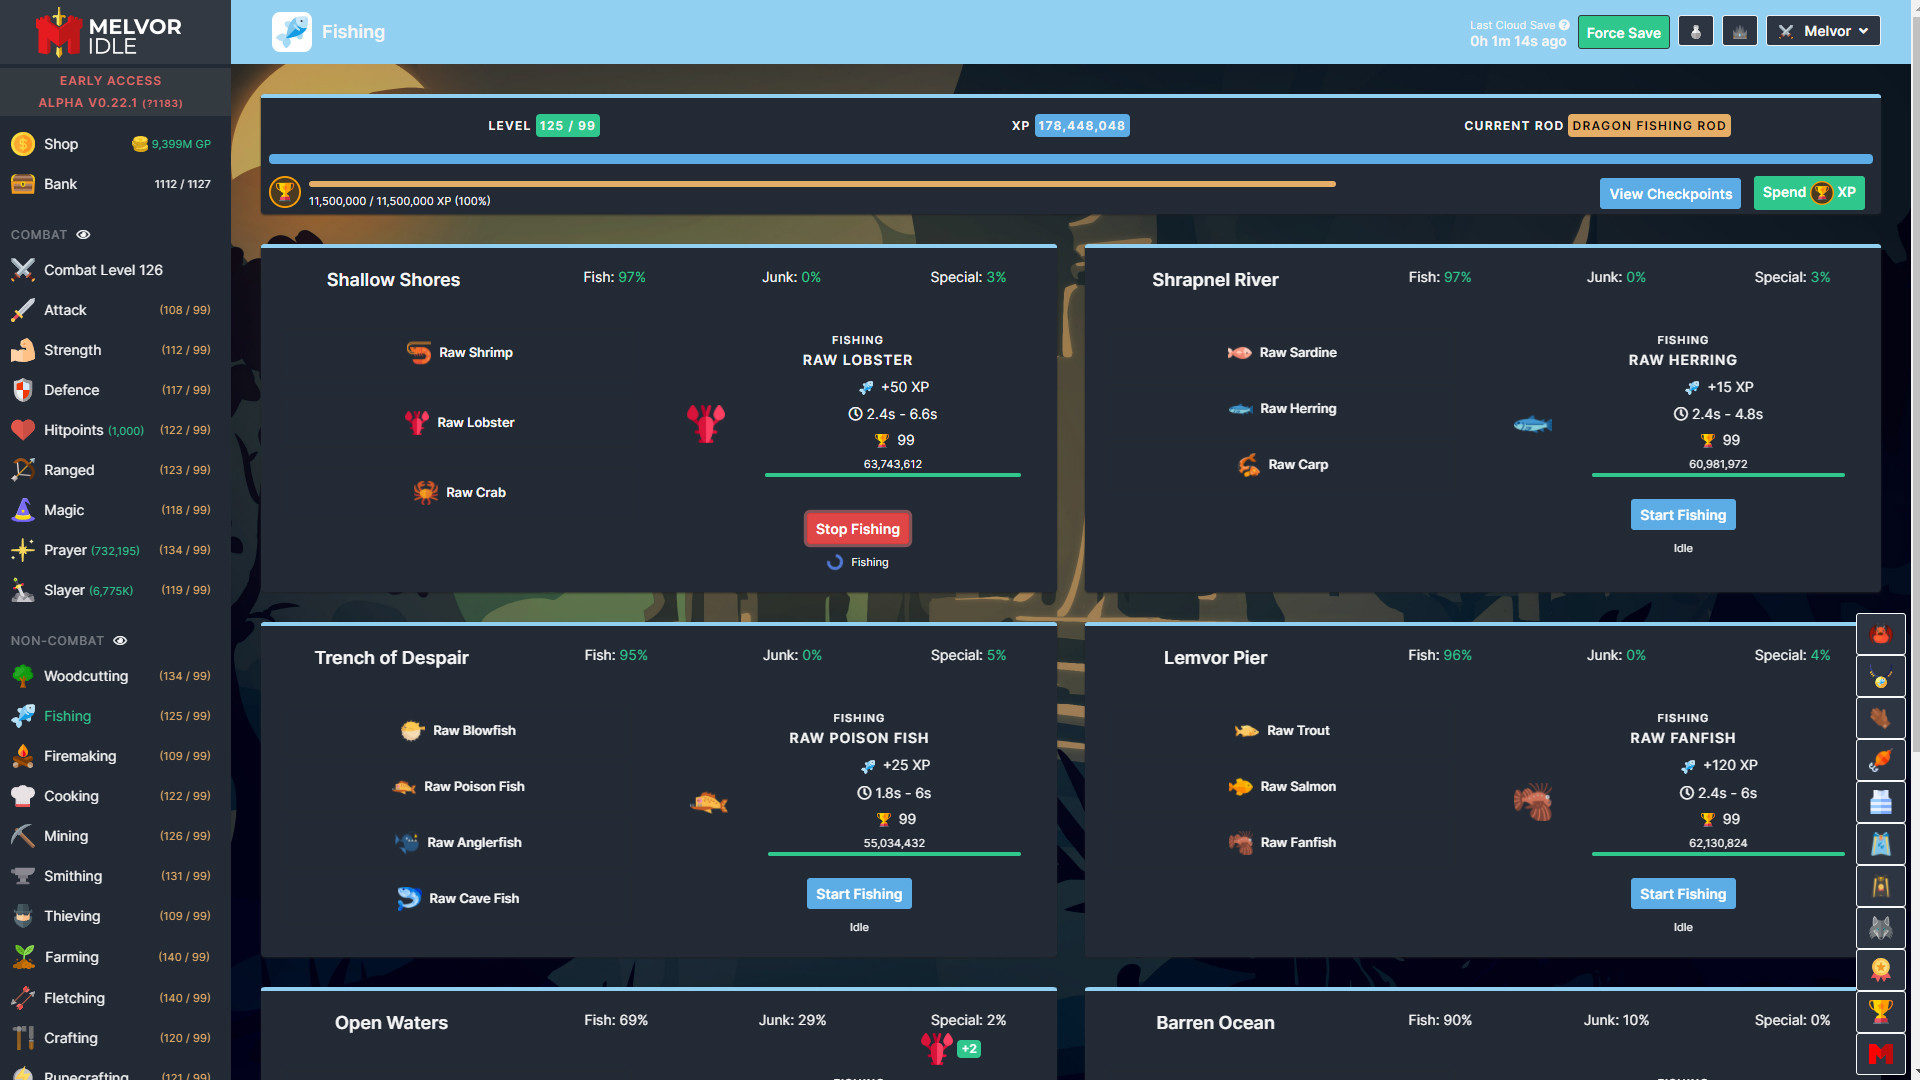 MELVOR
IDLE
EARLY ACCESS
ALPHA V0.22.1 (?1183)
Shop 9,399M GP
Bank 1112 / 1127
COMBAT
Combat Level 126
Attack (108 / 99)
Strength (112 / 99)
Defence (117 / 99)
Hitpoints (1,000) (122 / 99)
Ranged (123 / 99)
Magic (118 / 99)
Prayer (732,195) (134 / 99)
Slayer (6,775K) (119 / 99)
NON-COMBAT
Woodcutting (134 / 99)
Fishing (125 / 99)
Firemaking (109 / 99)
Cooking (122 / 99)
Mining (126 / 99)
Smithing (131 / 99)
Thieving (109 / 99)
Farming (140 / 99)
Fletching (140 / 99)
Crafting (120 / 99)
Runecrafting (121 / 99)
Fishing
Last Cloud Save
0h 1m 14s ago
Force Save
Melvor
LEVEL 125 / 99
XP 178,448,048
CURRENT ROD DRAGON FISHING ROD
11,500,000 / 11,500,000 XP (100%)
View Checkpoints
Spend XP
Shallow Shores
Fish: 97% Junk: 0% Special: 3%
Raw Shrimp
Raw Lobster
Raw Crab
FISHING
RAW LOBSTER
+50 XP
2.4s - 6.6s
99
63,743,612
Stop Fishing
Fishing
Shrapnel River
Fish: 97% Junk: 0% Special: 3%
Raw Sardine
Raw Herring
Raw Carp
FISHING
RAW HERRING
+15 XP
2.4s - 4.8s
99
60,981,972
Start Fishing
Idle
Trench of Despair
Fish: 95% Junk: 0% Special: 5%
Raw Blowfish
Raw Poison Fish
Raw Anglerfish
Raw Cave Fish
FISHING
RAW POISON FISH
+25 XP
1.8s - 6s
99
55,034,432
Start Fishing
Idle
Lemvor Pier
Fish: 96% Junk: 0% Special: 4%
Raw Trout
Raw Salmon
Raw Fanfish
FISHING
RAW FANFISH
+120 XP
2.4s - 6s
99
62,130,824
Start Fishing
Idle
Open Waters
Fish: 69% Junk: 29% Special: 2%
+2
Barren Ocean
Fish: 90% Junk: 10% Special: 0%